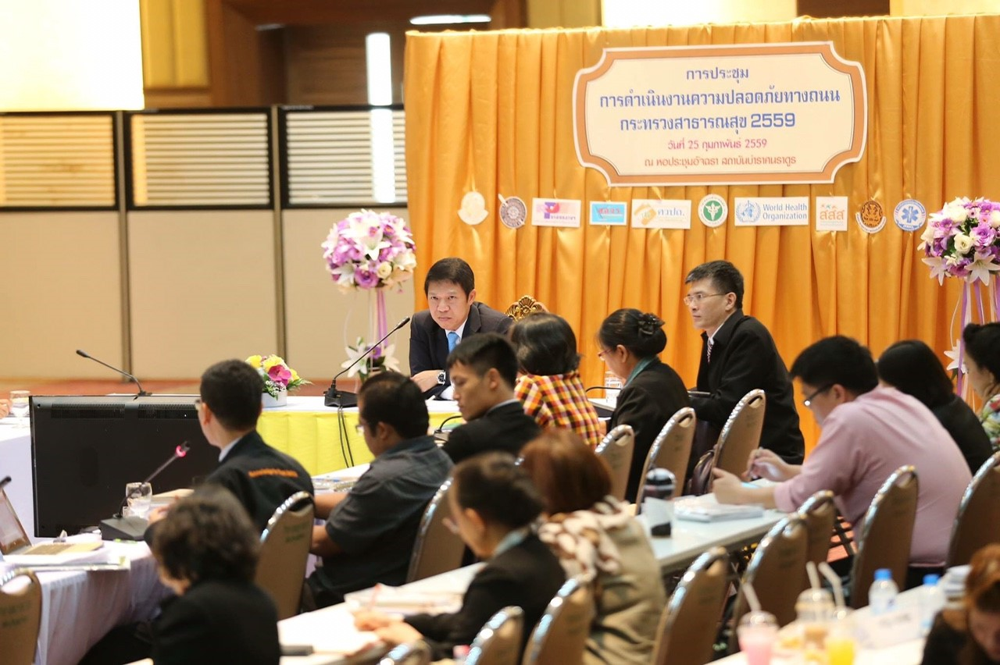 การประชุม
การดำเนินงานความปลอดภัยทางถนน
กระทรวงสาธารณสุข 2559
วันที่ 25 กุมภาพันธ์ 2559
ณ หอประชุมอัจฉรา สถาบันบำราศนราดูร
ศวปถ.
World Health
Organization
สสส